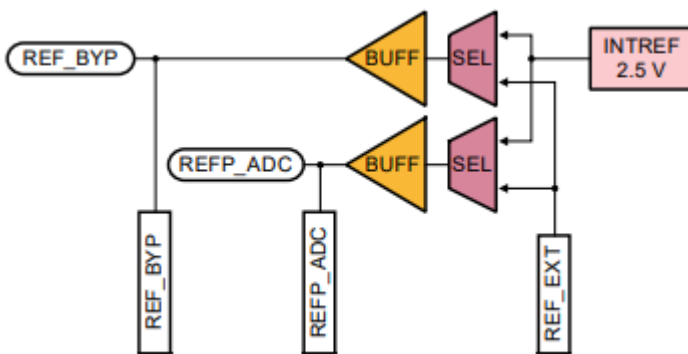 REF_BYP
BUFF
SEL
INTREF
2.5 V
REFP_ADC
BUFF
SEL
REF_BYP
REFP_ADC
REF_EXT